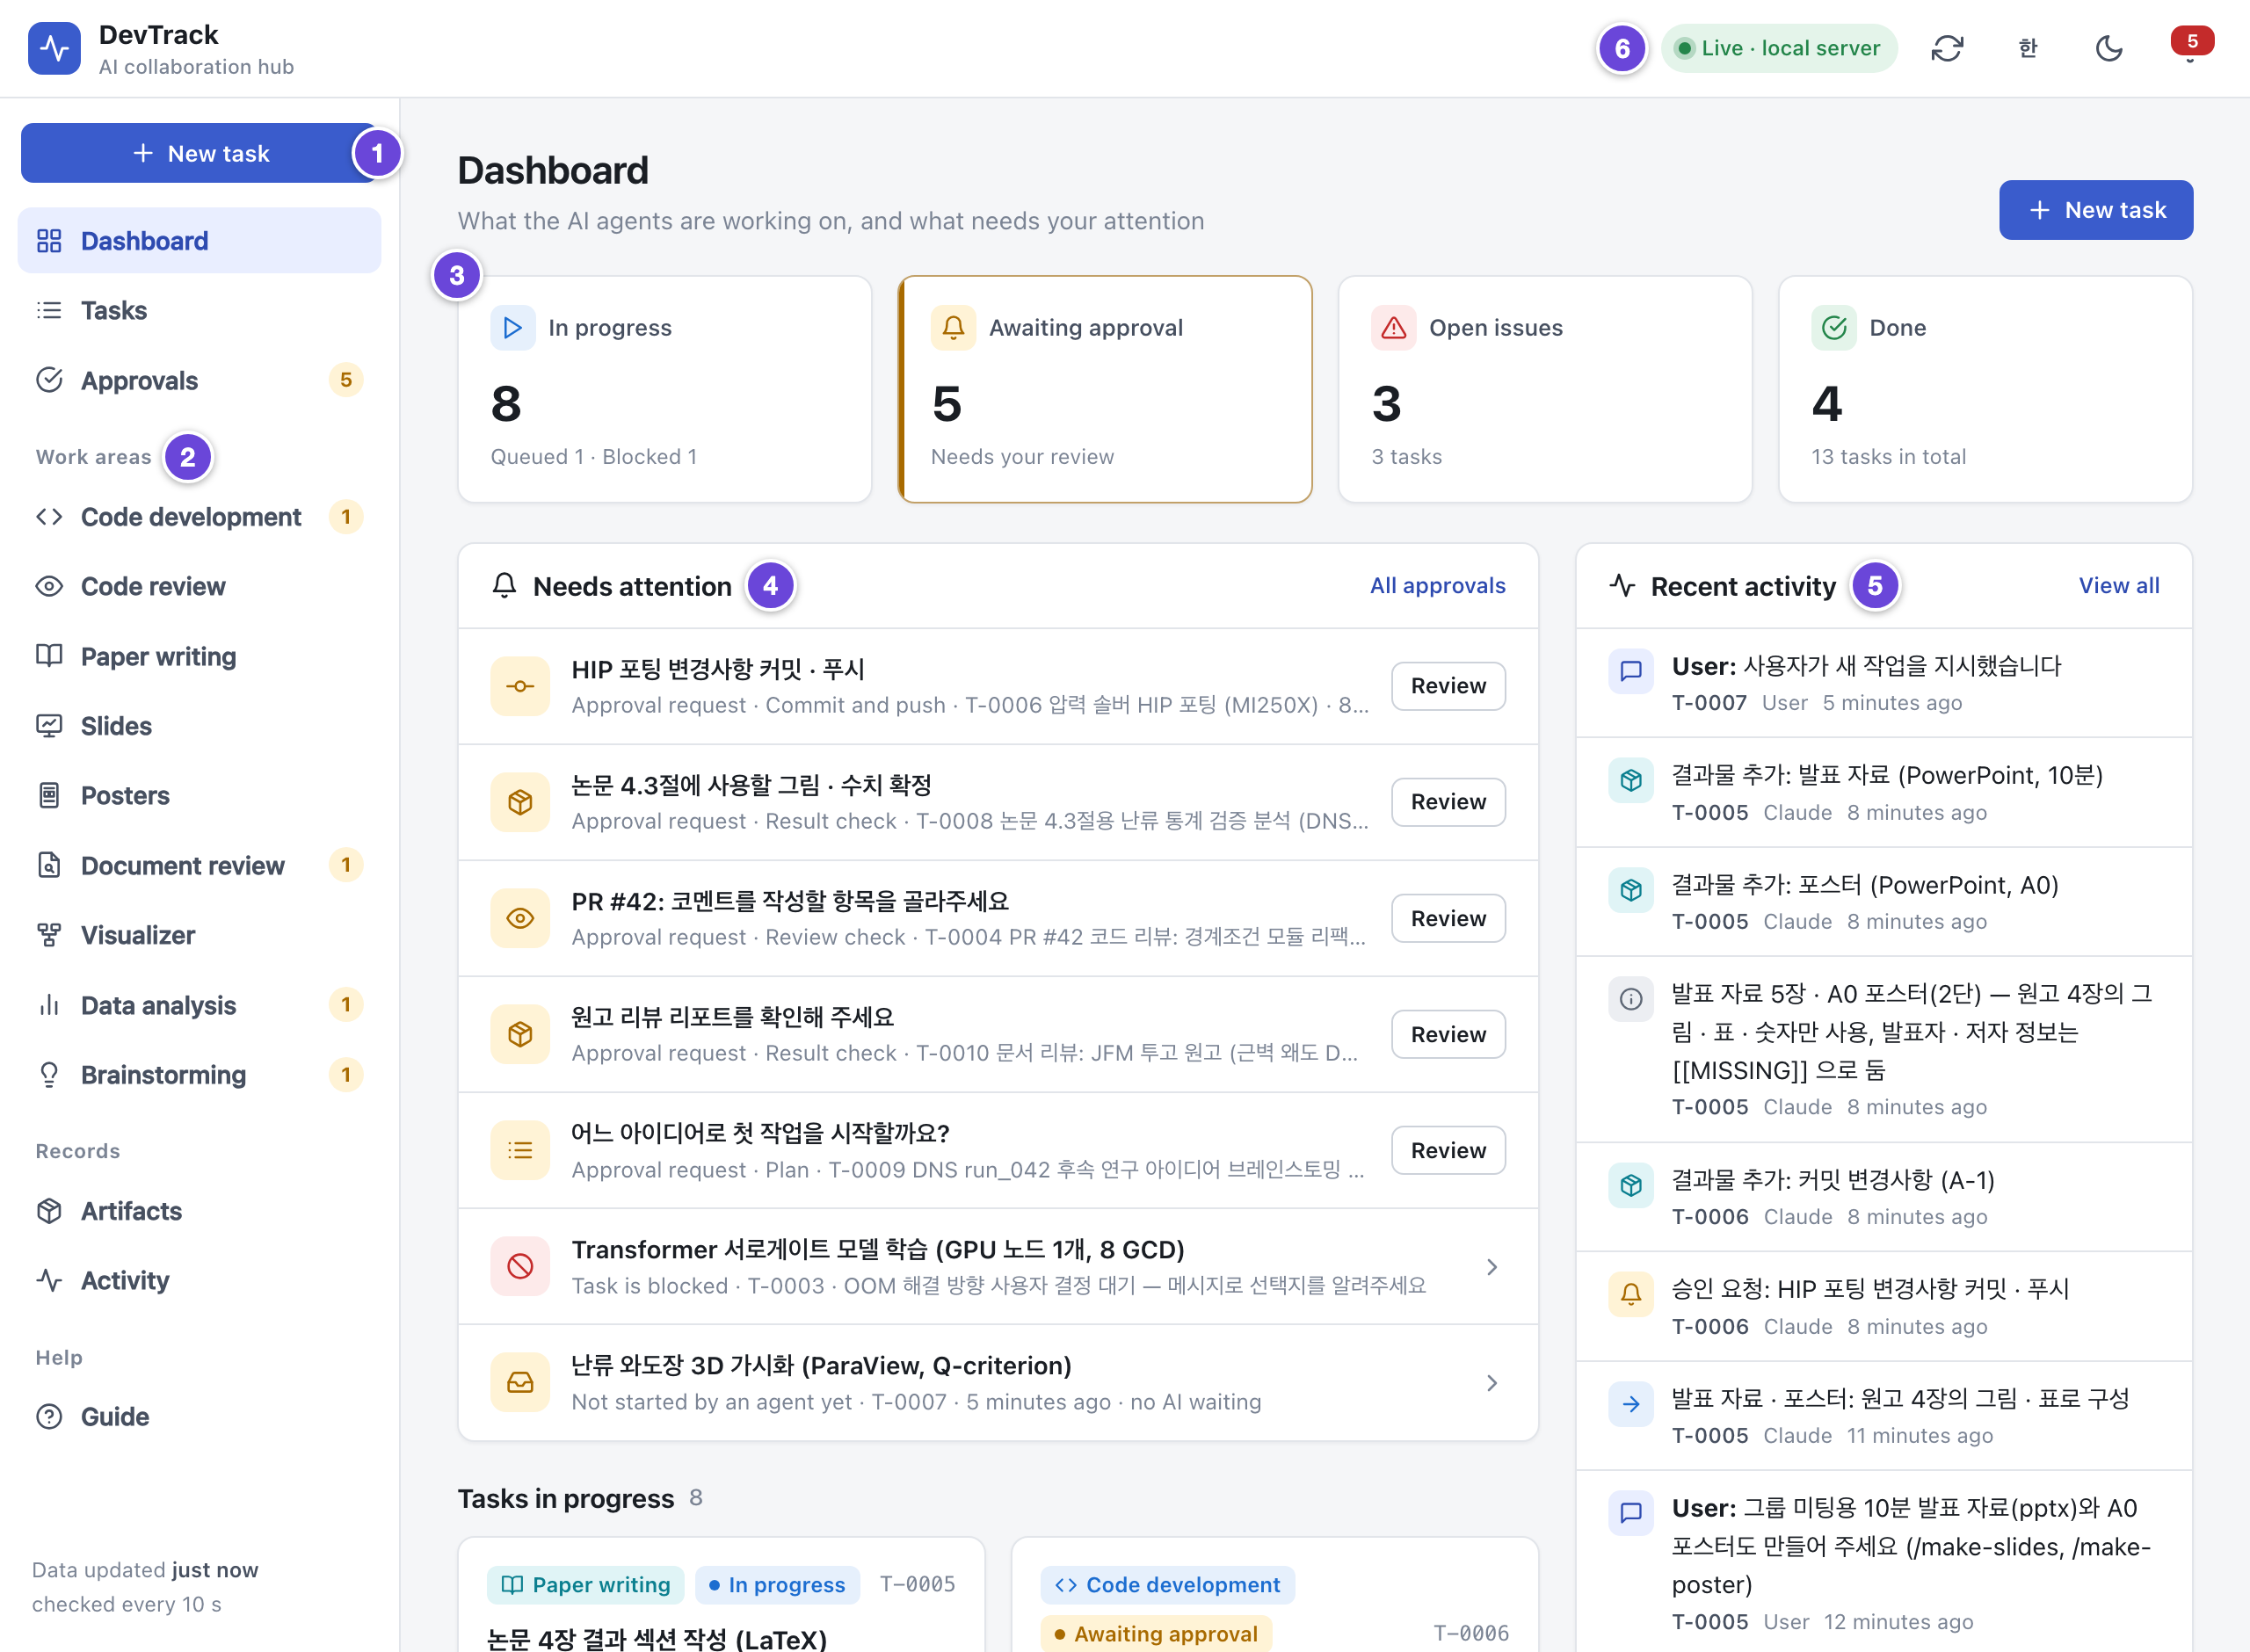 DevTrack
AI collaboration hub
6
Live · local server
한
5
New task
1
Dashboard
Tasks
Approvals
5
Work areas
2
Code development
1
Code review
Paper writing
Slides
Posters
Document review
1
Visualizer
Data analysis
1
Brainstorming
1
Records
Artifacts
Activity
Help
Guide
Data updated just now
checked every 10 s
Dashboard
What the AI agents are working on, and what needs your attention
New task
3
In progress
8
Queued 1 · Blocked 1
Awaiting approval
5
Needs your review
Open issues
3
3 tasks
Done
4
13 tasks in total
Needs attention
4
All approvals
HIP 포팅 변경사항 커밋 · 푸시
Approval request · Commit and push · T-0006 압력 솔버 HIP 포팅 (MI250X) · 8...
Review
논문 4.3절에 사용할 그림 · 수치 확정
Approval request · Result check · T-0008 논문 4.3절용 난류 통계 검증 분석 (DNS...
Review
PR #42: 코멘트를 작성할 항목을 골라주세요
Approval request · Review check · T-0004 PR #42 코드 리뷰: 경계조건 모듈 리팩...
Review
원고 리뷰 리포트를 확인해 주세요
Approval request · Result check · T-0010 문서 리뷰: JFM 투고 원고 (근벽 와도 D...
Review
어느 아이디어로 첫 작업을 시작할까요?
Approval request · Plan · T-0009 DNS run_042 후속 연구 아이디어 브레인스토밍 ...
Review
Transformer 서로게이트 모델 학습 (GPU 노드 1개, 8 GCD)
Task is blocked · T-0003 · OOM 해결 방향 사용자 결정 대기 — 메시지로 선택지를 알려주세요
난류 와도장 3D 가시화 (ParaView, Q-criterion)
Not started by an agent yet · T-0007 · 5 minutes ago · no AI waiting
Tasks in progress 8
Paper writing
In progress
T-0005
논문 4장 결과 섹션 작성 (LaTeX)
Code development
Awaiting approval
T-0006
Recent activity
5
View all
User: 사용자가 새 작업을 지시했습니다
T-0007 User 5 minutes ago
결과물 추가: 발표 자료 (PowerPoint, 10분)
T-0005 Claude 8 minutes ago
결과물 추가: 포스터 (PowerPoint, A0)
T-0005 Claude 8 minutes ago
발표 자료 5장 · A0 포스터(2단) — 원고 4장의 그
림 · 표 · 숫자만 사용, 발표자 · 저자 정보는
[[MISSING]] 으로 둠
T-0005 Claude 8 minutes ago
결과물 추가: 커밋 변경사항 (A-1)
T-0006 Claude 8 minutes ago
승인 요청: HIP 포팅 변경사항 커밋 · 푸시
T-0006 Claude 8 minutes ago
발표 자료 · 포스터: 원고 4장의 그림 · 표로 구성
T-0005 Claude 11 minutes ago
User: 그룹 미팅용 10분 발표 자료(pptx)와 A0
포스터도 만들어 주세요 (/make-slides, /make-
poster)
T-0005 User 12 minutes ago